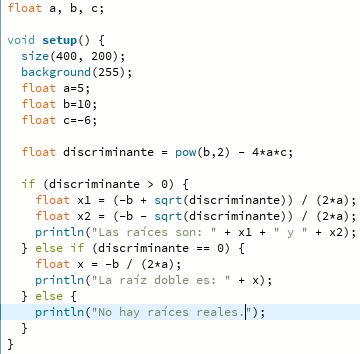 float a, b, c;
void setup() {
size(400, 200);
background(255);
float a=5;
float b=10;
float c=-6;
float discriminante = pow(b,2) - 4*a*c;
if (discriminante > 0) {
float x1 = (-b + sqrt(discriminante)) / (2*a);
float x2 = (-b - sqrt(discriminante)) / (2*a);
println("Las raíces son: " + x1 + " y " + x2);
} else if (discriminante == 0) {
float x = -b / (2*a);
println("La raíz doble es: " + x);
} else {
println("No hay raíces reales.");
}
}